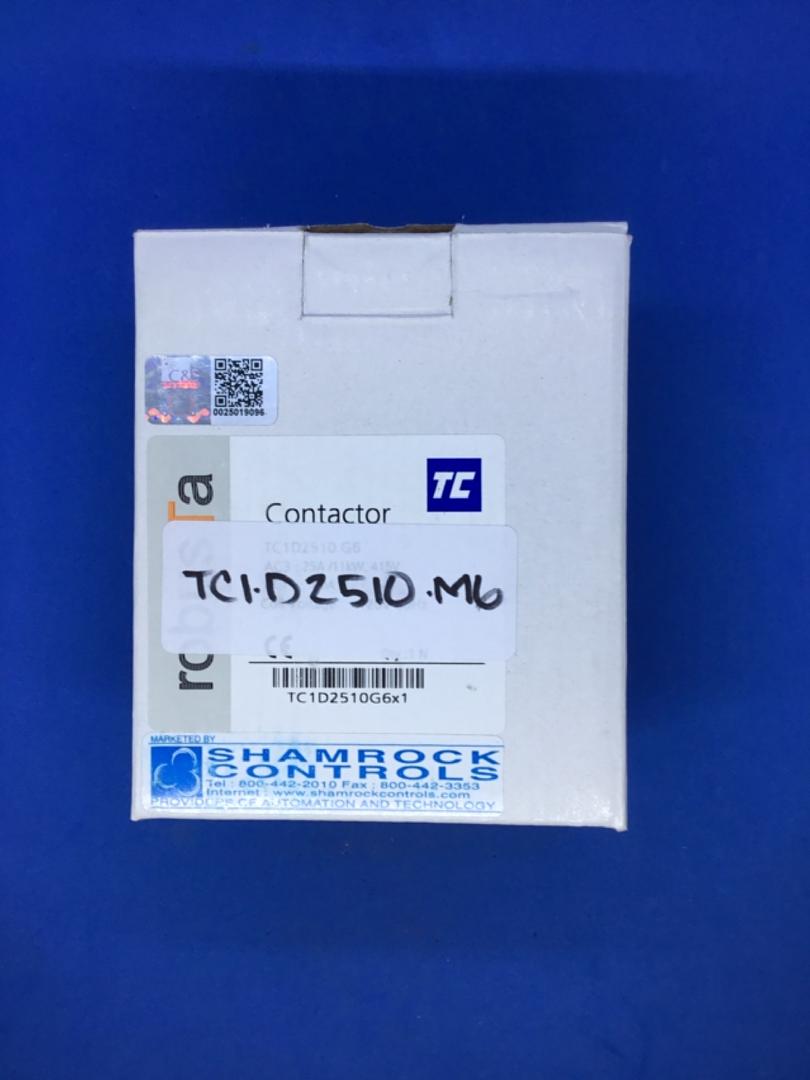 C&S
0025019096
TC
robusTa
Contactor
TC1D2510 G6
AC3 : 25A /11kW, 415V
TC1.D2510.M6
CE
TC1D2510G6x1
MARKETED BY
SHAMROCK
CONTROLS
Tel : 800-442-2010 Fax : 800-442-3353
Internet : www.shamrockcontrols.com
PROVIDERS OF AUTOMATION AND TECHNOLOGY